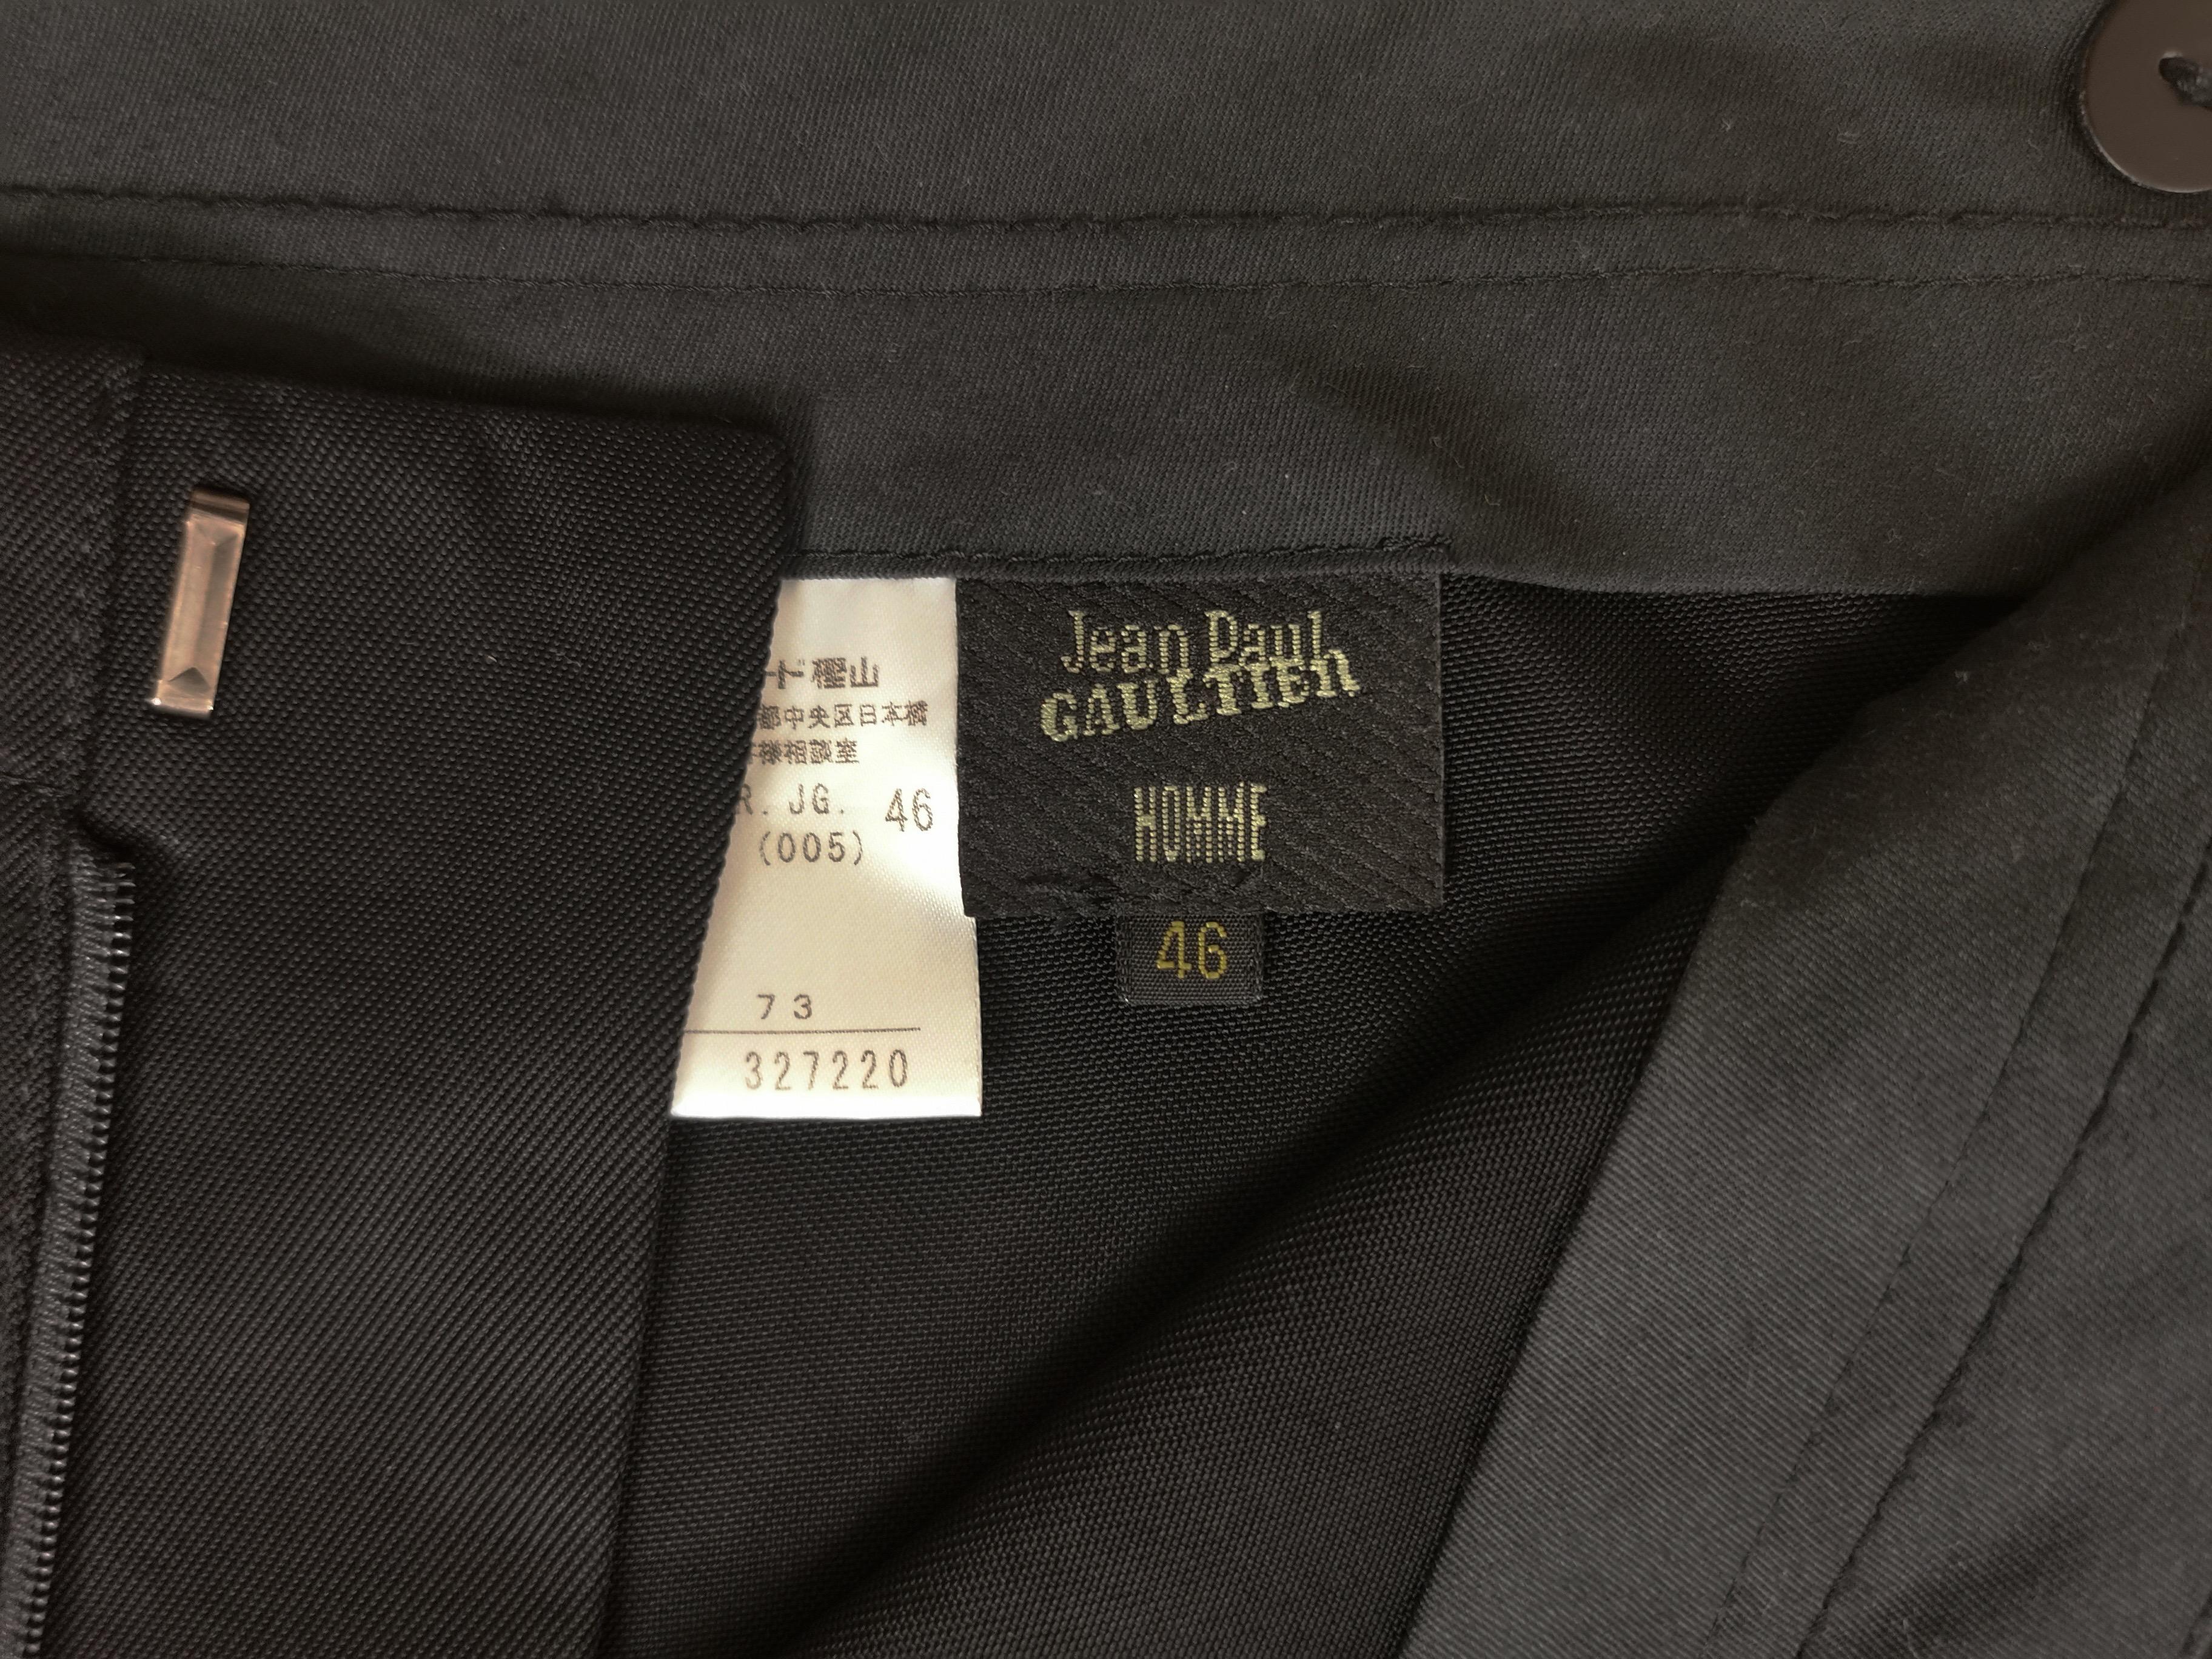 ード樫山
都中央区日本橋
様相談室
R. JG. 46
(005)
73
327220
Jean Paul
GAULTIER
HOMME
46